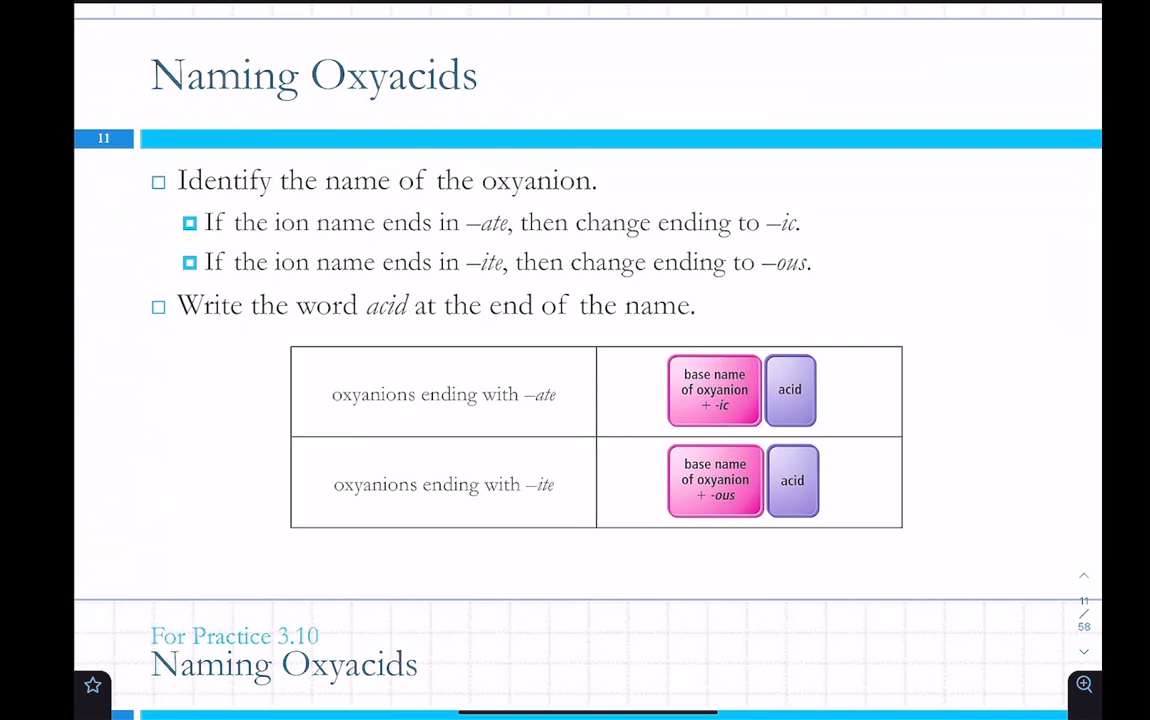 Naming Oxyacids
11
Identify the name of the oxyanion.
If the ion name ends in –ate, then change ending to –ic.
If the ion name ends in –ite, then change ending to –ous.
Write the word acid at the end of the name.
oxyanions ending with –ate
base name
of oxyanion
+ -ic
acid
oxyanions ending with –ite
base name
of oxyanion
+ -ous
acid
11
/
58
For Practice 3.10
Naming Oxyacids